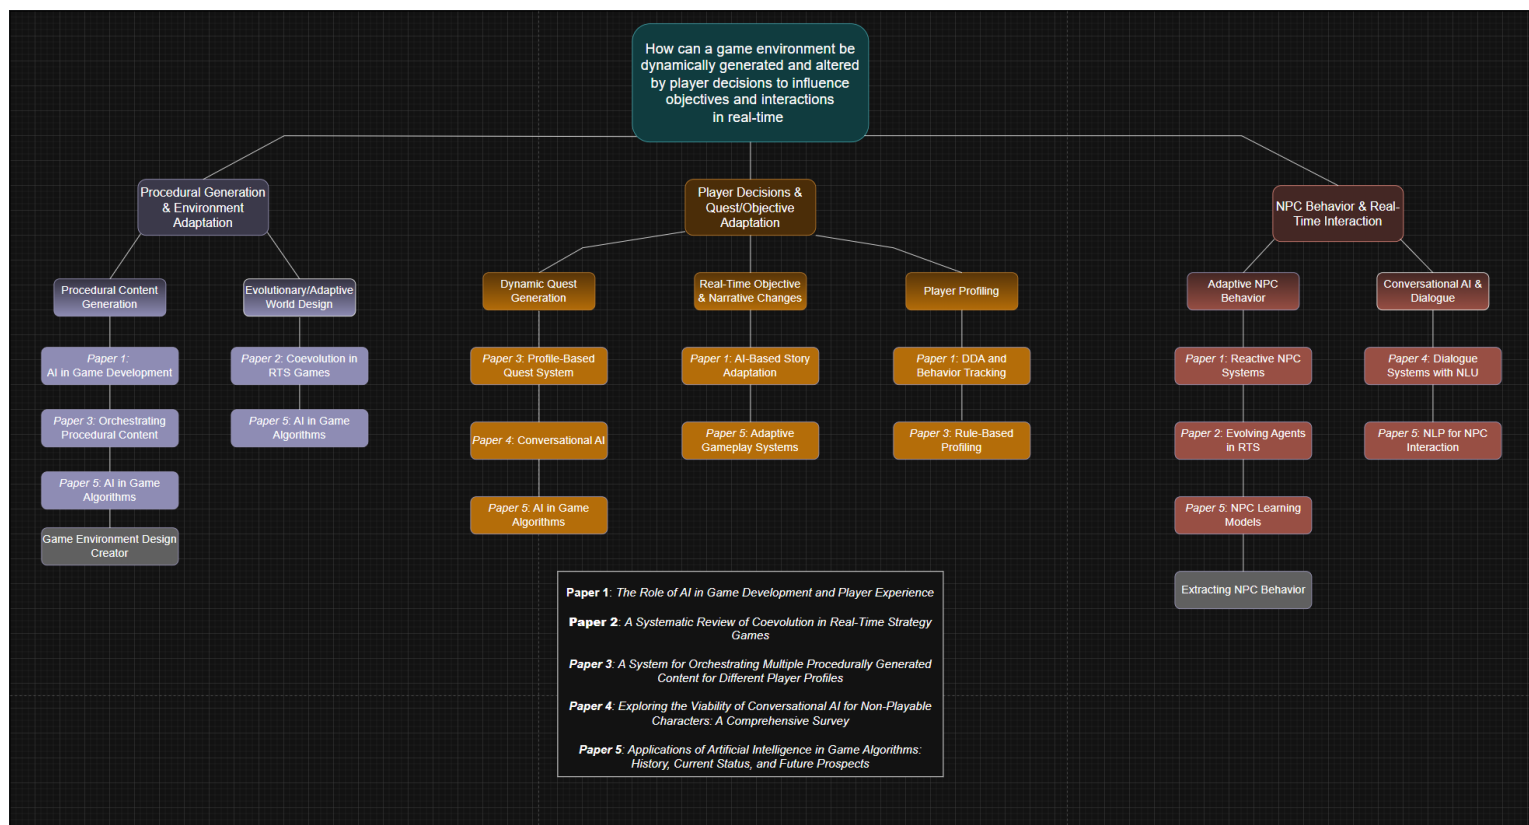 How can a game environment be
dynamically generated and altered
by player decisions to influence
objectives and interactions
in real-time
Procedural Generation
& Environment
Adaptation
Player Decisions &
Quest/Objective
Adaptation
NPC Behavior & Real-
Time Interaction
Procedural Content
Generation
Evolutionary/Adaptive
World Design
Dynamic Quest
Generation
Real-Time Objective
& Narrative Changes
Player Profiling
Adaptive NPC
Behavior
Conversational AI &
Dialogue
Paper 1:
AI in Game Development
Paper 2: Coevolution in
RTS Games
Paper 3: Profile-Based
Quest System
Paper 1: AI-Based Story
Adaptation
Paper 1: DDA and
Behavior Tracking
Paper 1: Reactive NPC
Systems
Paper 4: Dialogue
Systems with NLU
Paper 3: Orchestrating
Procedural Content
Paper 5: AI in Game
Algorithms
Paper 4: Conversational AI
Paper 5: Adaptive
Gameplay Systems
Paper 3: Rule-Based
Profiling
Paper 2: Evolving Agents
in RTS
Paper 5: NLP for NPC
Interaction
Paper 5: AI in Game
Algorithms
Paper 5: AI in Game
Algorithms
Paper 5: NPC Learning
Models
Game Environment Design
Creator
Extracting NPC Behavior
Paper 1: The Role of AI in Game Development and Player Experience
Paper 2: A Systematic Review of Coevolution in Real-Time Strategy
Games
Paper 3: A System for Orchestrating Multiple Procedurally Generated
Content for Different Player Profiles
Paper 4: Exploring the Viability of Conversational AI for Non-Playable
Characters: A Comprehensive Survey
Paper 5: Applications of Artificial Intelligence in Game Algorithms:
History, Current Status, and Future Prospects